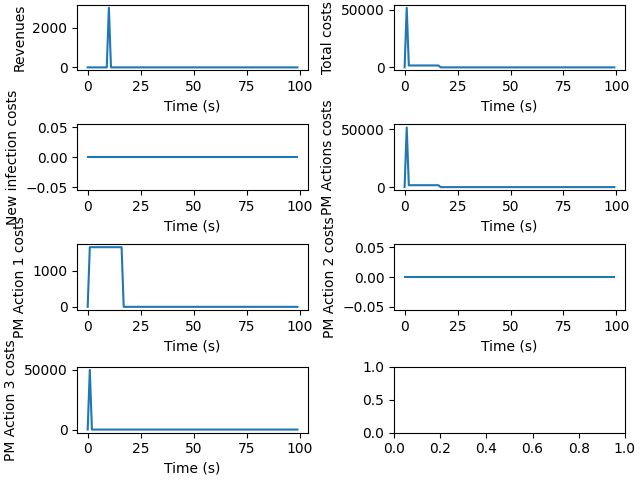 Revenues
2000
0
0 25 50 75 100
Time (s)
Total costs
50000
0
0 25 50 75 100
Time (s)
New infection costs
0.05
0.00
−0.05
0 25 50 75 100
Time (s)
PM Actions costs
50000
0
0 25 50 75 100
Time (s)
PM Action 1 costs
1000
0
0 25 50 75 100
Time (s)
PM Action 2 costs
0.05
0.00
−0.05
0 25 50 75 100
Time (s)
PM Action 3 costs
50000
0
0 25 50 75 100
Time (s)
1.0
0.5
0.0
0.0 0.2 0.4 0.6 0.8 1.0